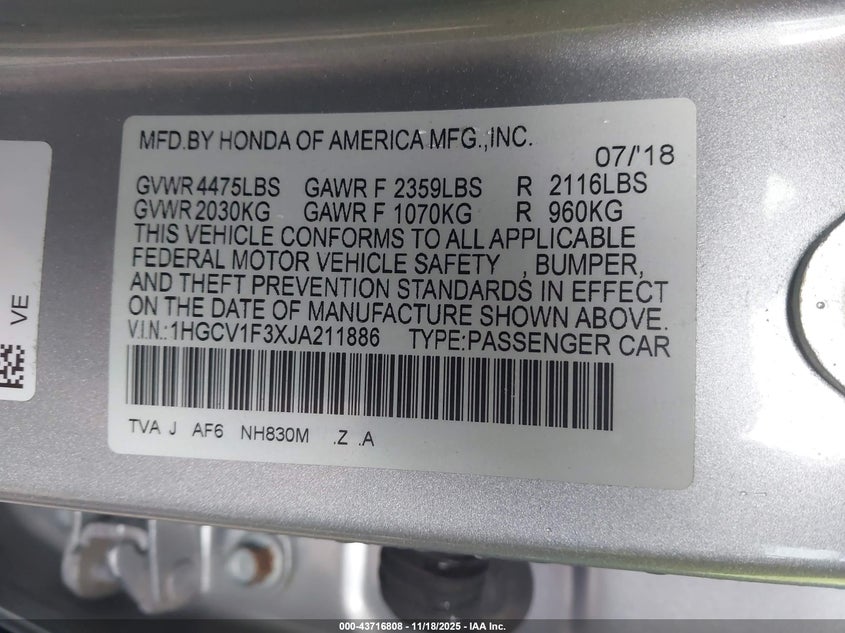 MFD.BY HONDA OF AMERICA MFG.,INC.
07/'18
GVWR 4475LBS GAWR F 2359LBS R 2116LBS
GVWR 2030KG GAWR F 1070KG R 960KG
THIS VEHICLE CONFORMS TO ALL APPLICABLE
FEDERAL MOTOR VEHICLE SAFETY , BUMPER,
AND THEFT PREVENTION STANDARDS IN EFFECT
ON THE DATE OF MANUFACTURE SHOWN ABOVE.
V.I.N.:1HGCV1F3XJA211886 TYPE:PASSENGER CAR
TVA J AF6 NH830M .Z .A
VE
000-43716808 - 11/18/2025 - IAA Inc.